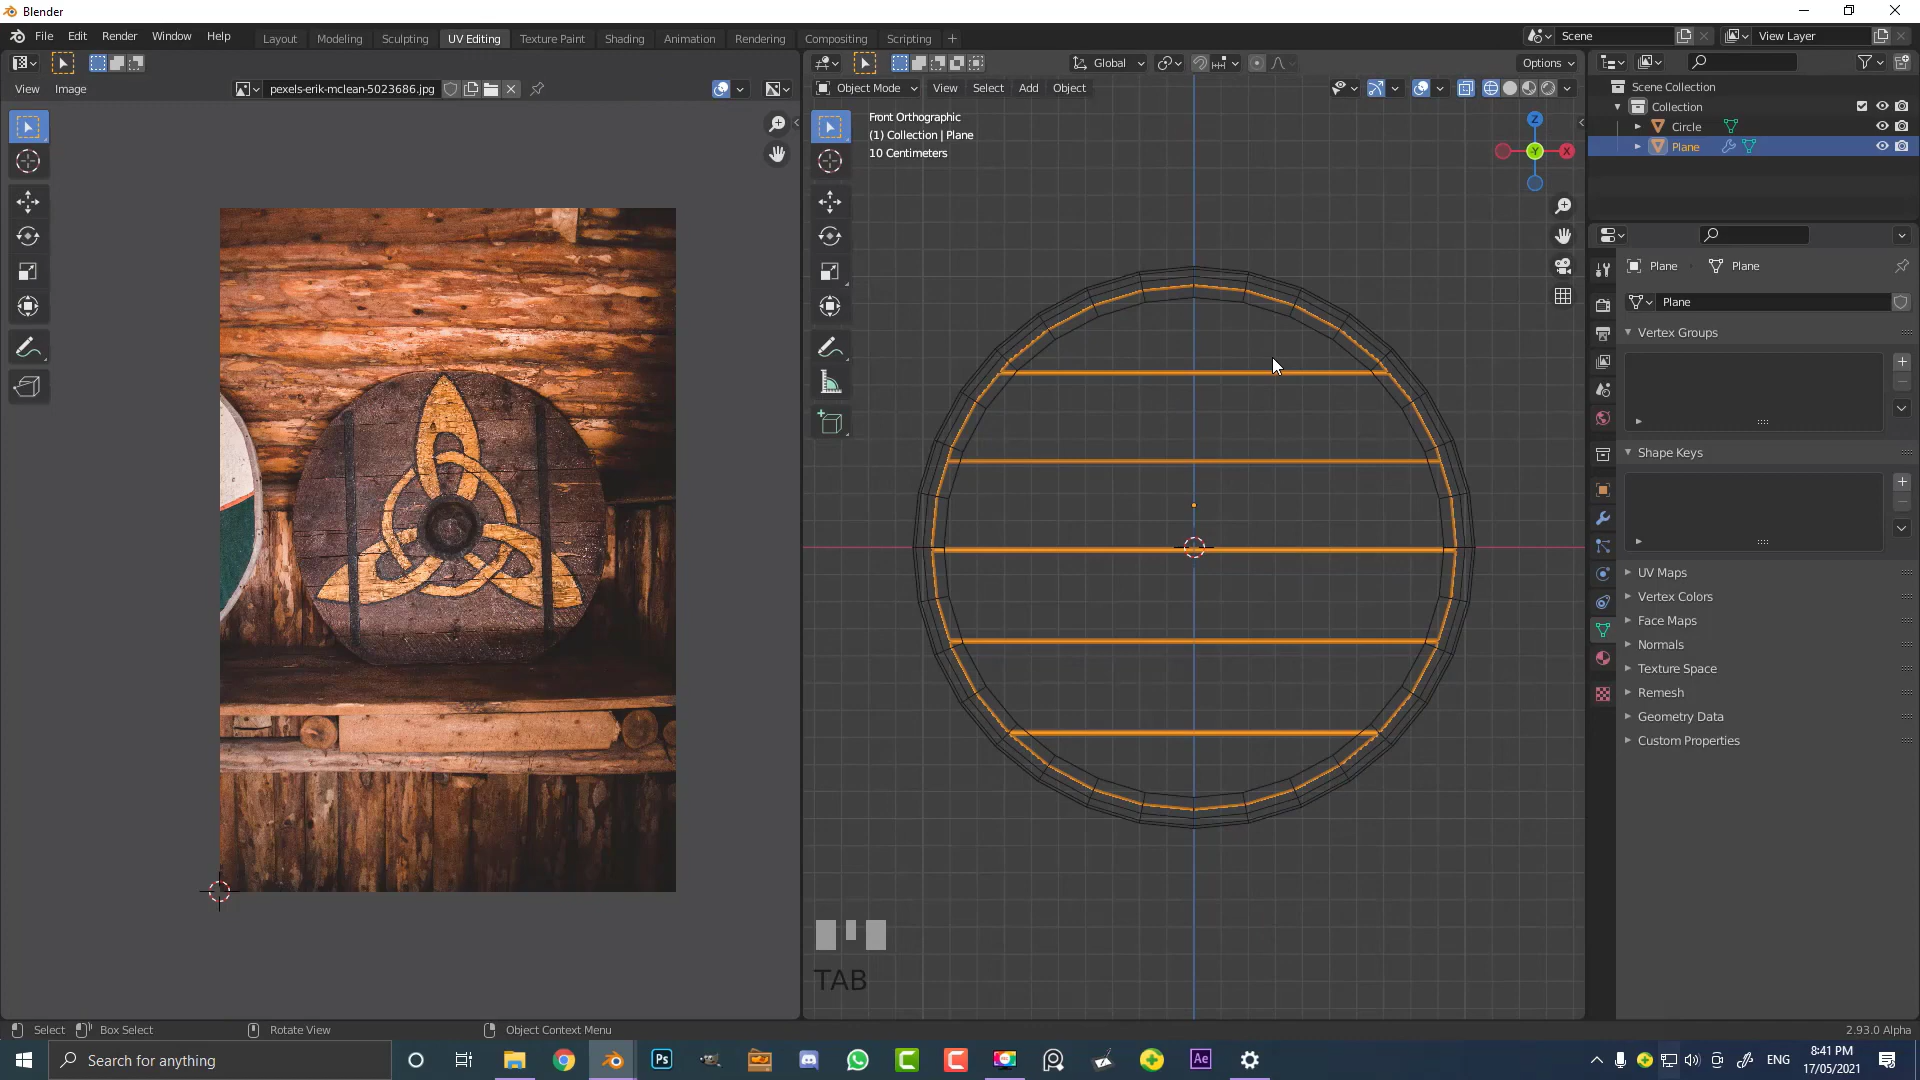 Blender
File Edit Render Window Help
Layout Modeling Sculpting UV Editing Texture Paint Shading Animation Rendering Compositing Scripting +
Scene
View Layer
Global
Options
View Image
pexels-erik-mclean-5023686.jpg
Object Mode View Select Add Object
Front Orthographic
(1) Collection | Plane
10 Centimeters
Z
Y
X
Scene Collection
Collection
Circle
Plane
Plane
Plane
Plane
Vertex Groups
Shape Keys
UV Maps
Vertex Colors
Face Maps
Normals
Texture Space
Remesh
Geometry Data
Custom Properties
TAB
Select Box Select Rotate View Object Context Menu
2.93.0 Alpha
Search for anything
Ps
Ae
ENG
8:41 PM
17/05/2021